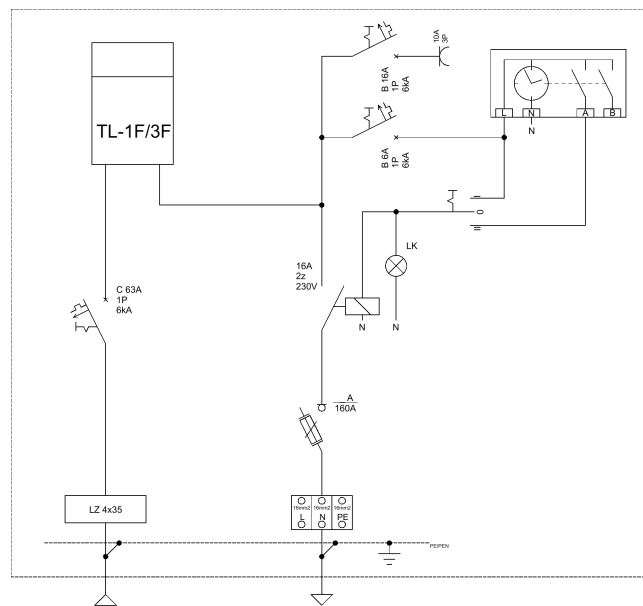 TL-1F/3F
B 16A
1P
6kA
10A
3P
L
N
A
B
N
B 6A
1P
6kA
I
0
II
LK
16A
2z
230V
N
N
C 63A
1P
6kA
A
160A
LZ 4x35
16mm2
16mm2
16mm2
L
N
PE
PE/PEN